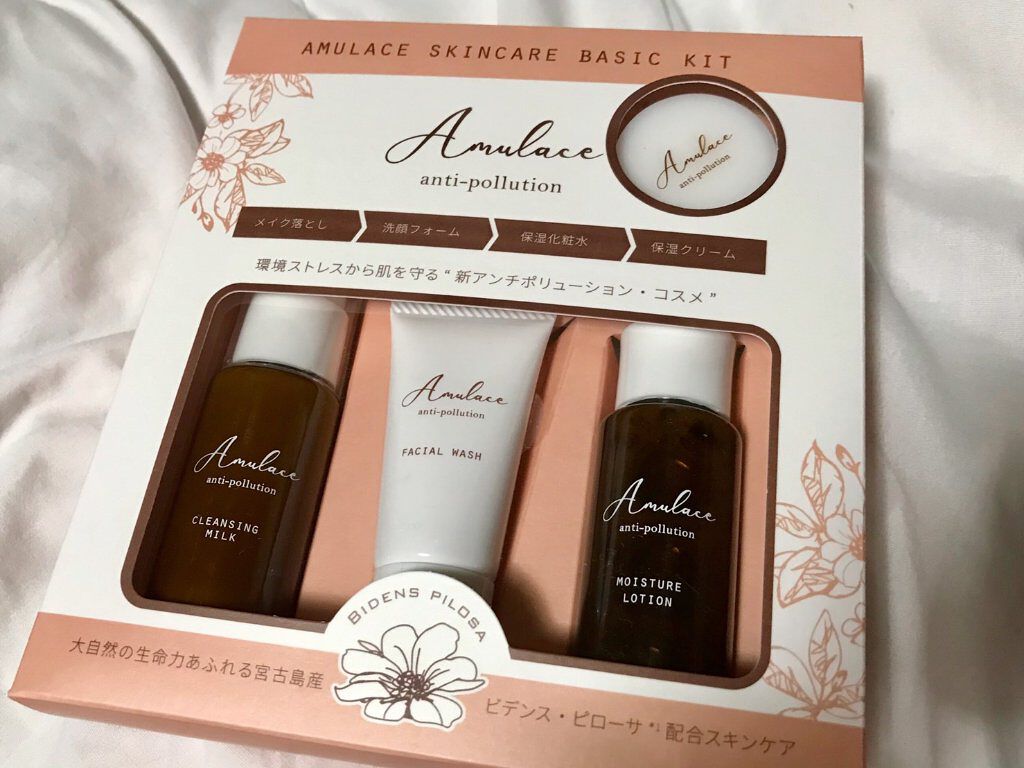 AMULACE SKINCARE BASIC KIT
Amulace
anti-pollution
Amulace
anti-pollution
メイク落とし
洗顔フォーム
保湿化粧水
保湿クリーム
環境ストレスから肌を守る“新アンチポリューション・コスメ”
Amulace
anti-pollution
CLEANSING
MILK
Amulace
anti-pollution
FACIAL WASH
Amulace
anti-pollution
MOISTURE
LOTION
BIDENS PILOSA
大自然の生命力あふれる宮古島産
ビデンス・ピローサ*1配合スキンケア